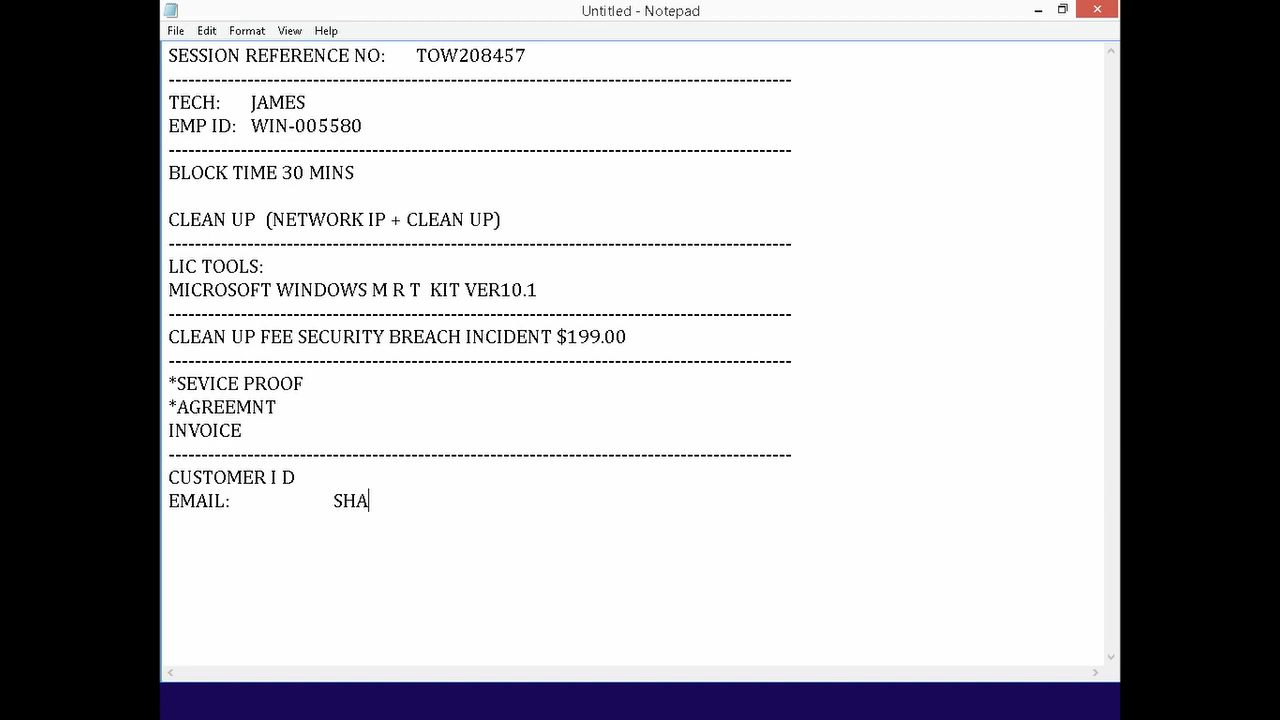 Untitled - Notepad
File Edit Format View Help
SESSION REFERENCE NO: TOW208457
-----------------------------------------------------------------------------------------------
TECH: JAMES
EMP ID: WIN-005580
-----------------------------------------------------------------------------------------------
BLOCK TIME 30 MINS
CLEAN UP (NETWORK IP + CLEAN UP)
-----------------------------------------------------------------------------------------------
LIC TOOLS:
MICROSOFT WINDOWS M R T KIT VER10.1
-----------------------------------------------------------------------------------------------
CLEAN UP FEE SECURITY BREACH INCIDENT $199.00
-----------------------------------------------------------------------------------------------
*SEVICE PROOF
*AGREEMNT
INVOICE
-----------------------------------------------------------------------------------------------
CUSTOMER I D
EMAIL: SHA